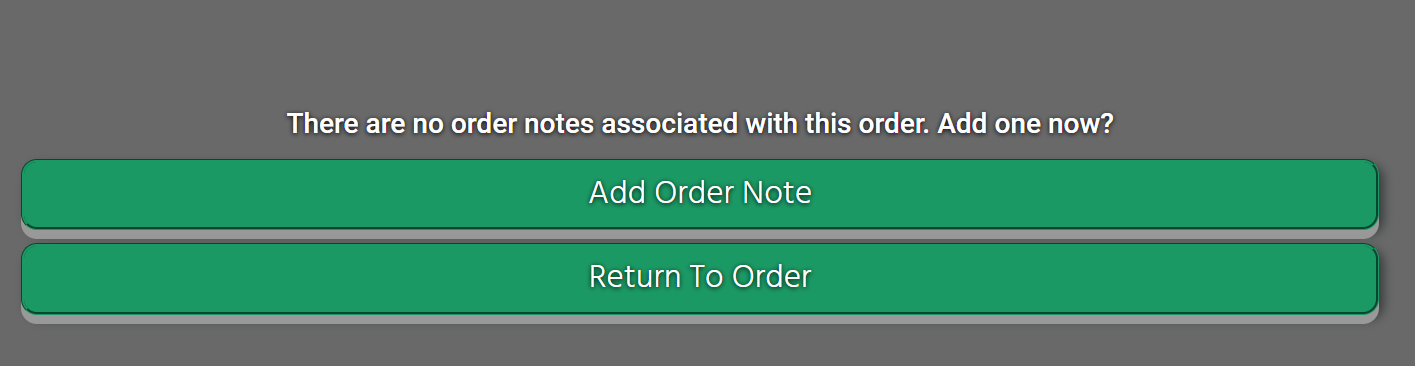 There are no order notes associated with this order. Add one now?
Add Order Note
Return To Order